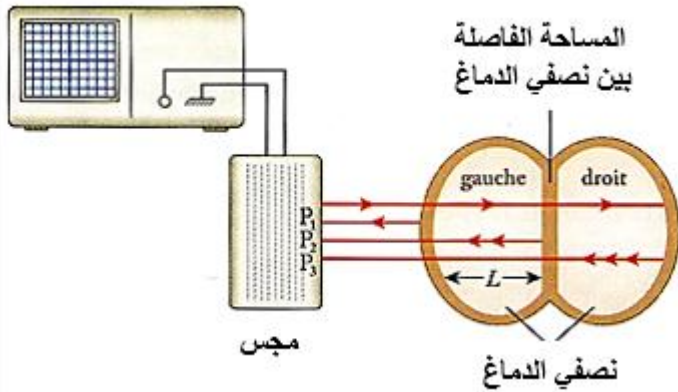 المساحة الفاصلة
بين نصفي الدماغ
gauche
droit
P1
P2
P3
L
مجس
نصفي الدماغ